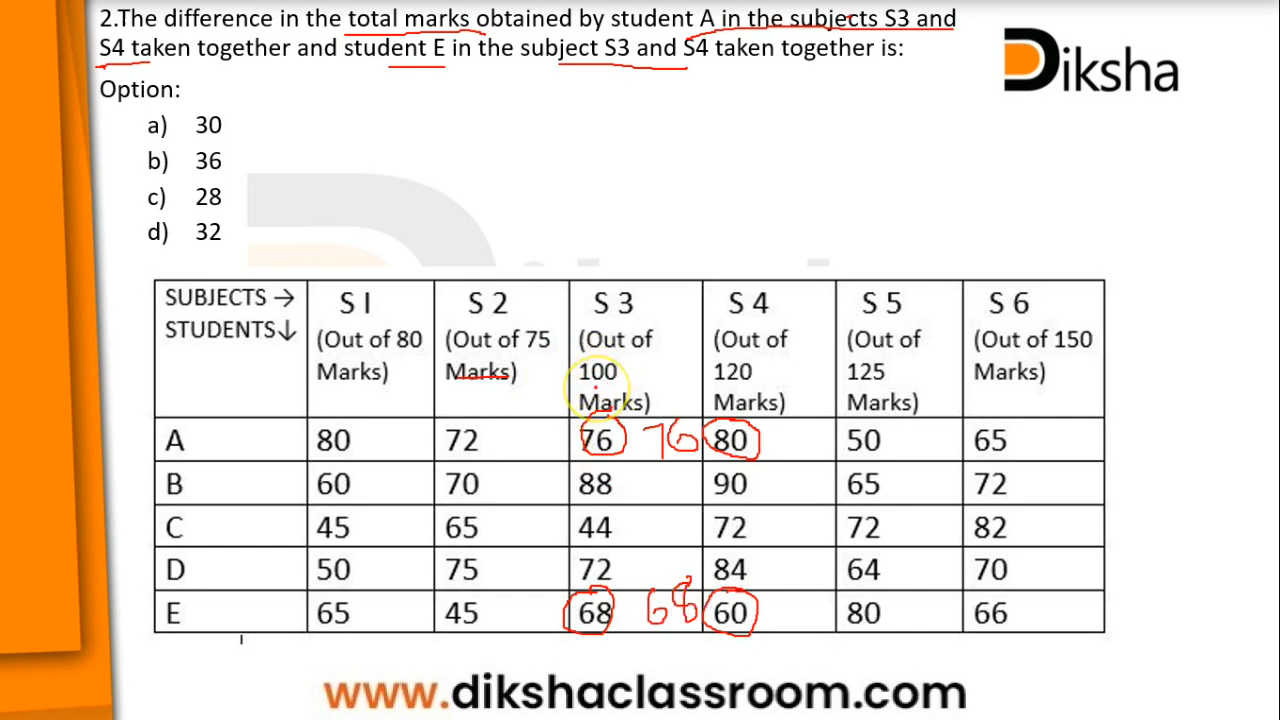 2.The difference in the total marks obtained by student A in the subjects S3 and
S4 taken together and student E in the subject S3 and S4 taken together is:
Diksha
Option:
a) 30
b) 36
c) 28
d) 32
SUBJECTS → S 1 S 2 S 3 S 4 S 5 S 6
STUDENTS↓ (Out of 80 (Out of 75 (Out of (Out of (Out of (Out of 150
Marks) Marks) 100 120 125 Marks)
Marks) Marks) Marks)
A 80 72 76 76 80 50 65
B 60 70 88 90 65 72
C 45 65 44 72 72 82
D 50 75 72 84 64 70
E 65 45 68 68 60 80 66
www.dikshaclassroom.com